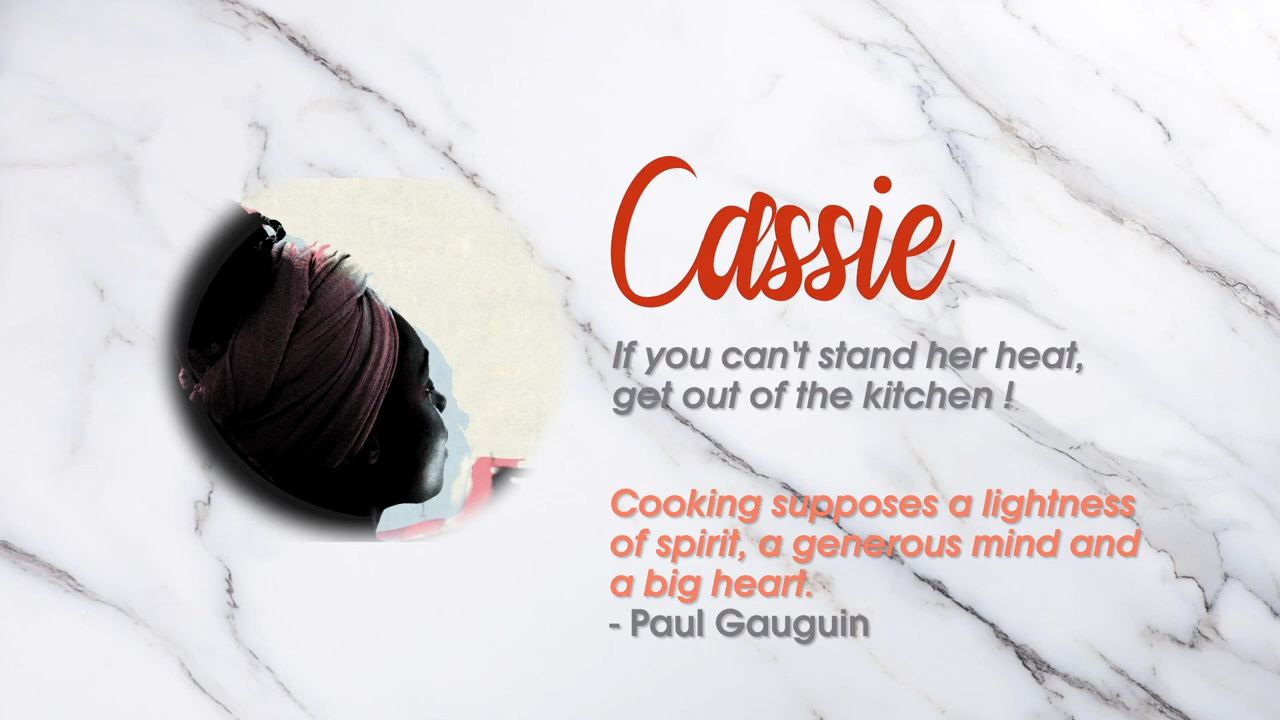 Cassie
If you can't stand her heat,
get out of the kitchen !
Cooking supposes a lightness
of spirit, a generous mind and
a big heart.
- Paul Gauguin